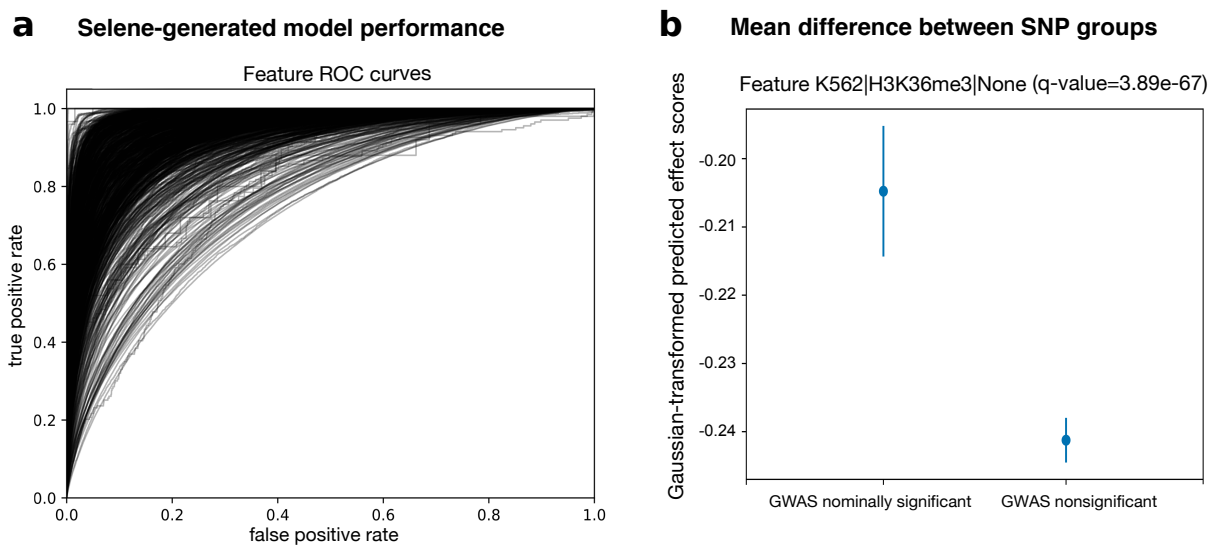 a Selene-generated model performance
Feature ROC curves
true positive rate
1.0
0.8
0.6
0.4
0.2
0.0
0.0 0.2 0.4 0.6 0.8 1.0
false positive rate
b Mean difference between SNP groups
Feature K562|H3K36me3|None (q-value=3.89e-67)
Gaussian-transformed predicted effect scores
-0.20
-0.21
-0.22
-0.23
-0.24
GWAS nominally significant GWAS nonsignificant